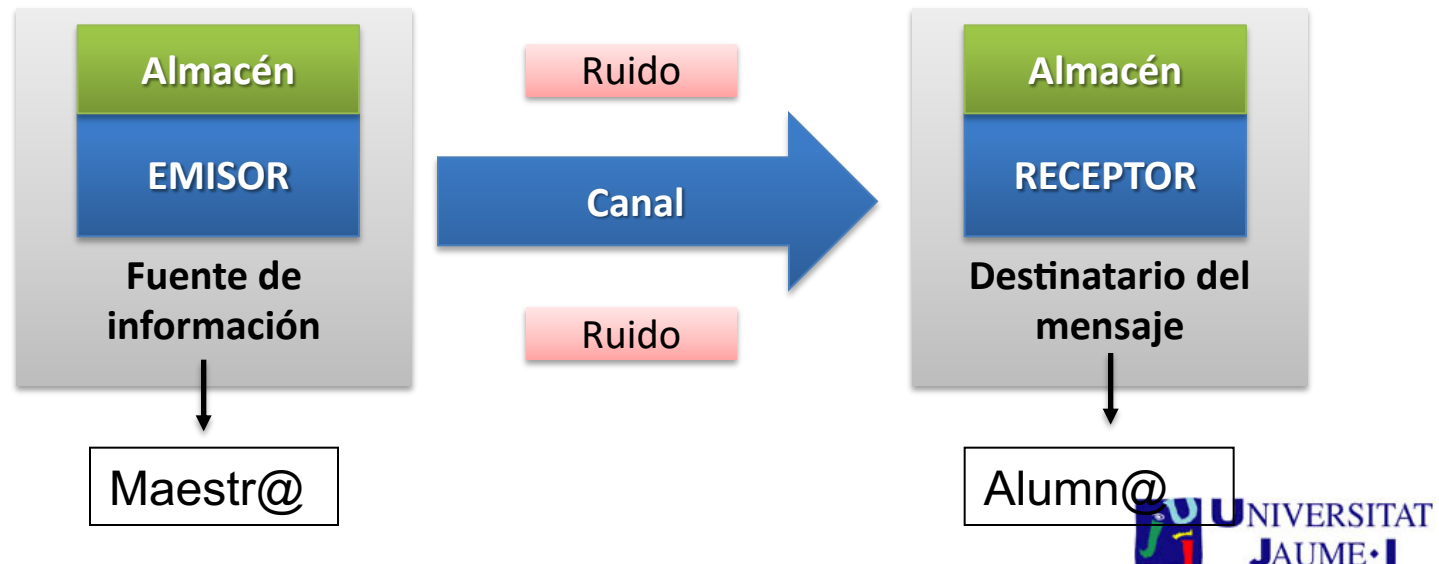 Almacén
EMISOR
Fuente de
información
Maestr@
Ruido
Canal
Ruido
Almacén
RECEPTOR
Destinatario del
mensaje
Alumn@
UNIVERSITAT
JAUME•I